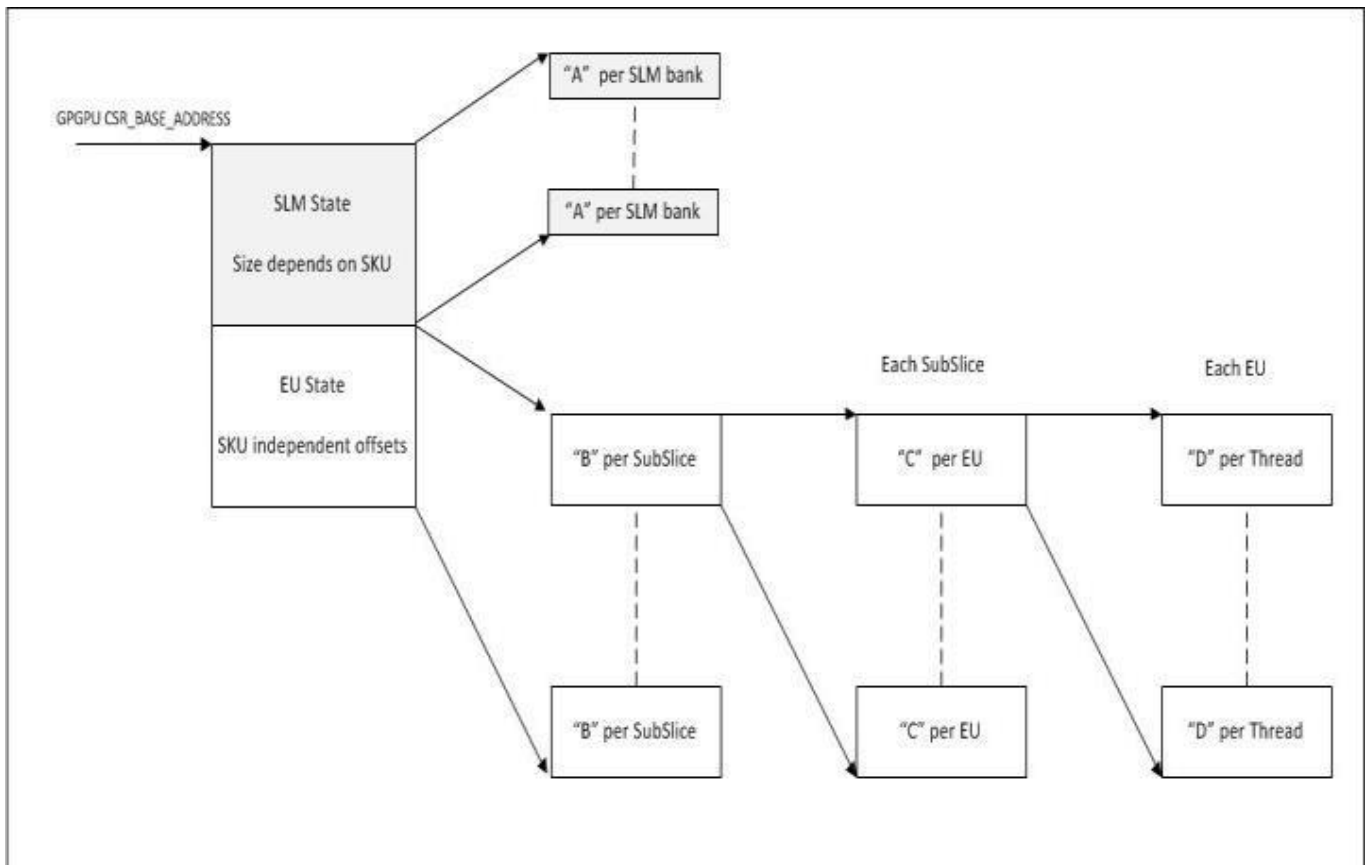 “A” per SLM bank
GPGPU CSR_BASE_ADDRESS
SLM State
Size depends on SKU
“A” per SLM bank
EU State
SKU independent offsets
Each SubSlice
Each EU
“B” per SubSlice
“C” per EU
“D” per Thread
“B” per SubSlice
“C” per EU
“D” per Thread